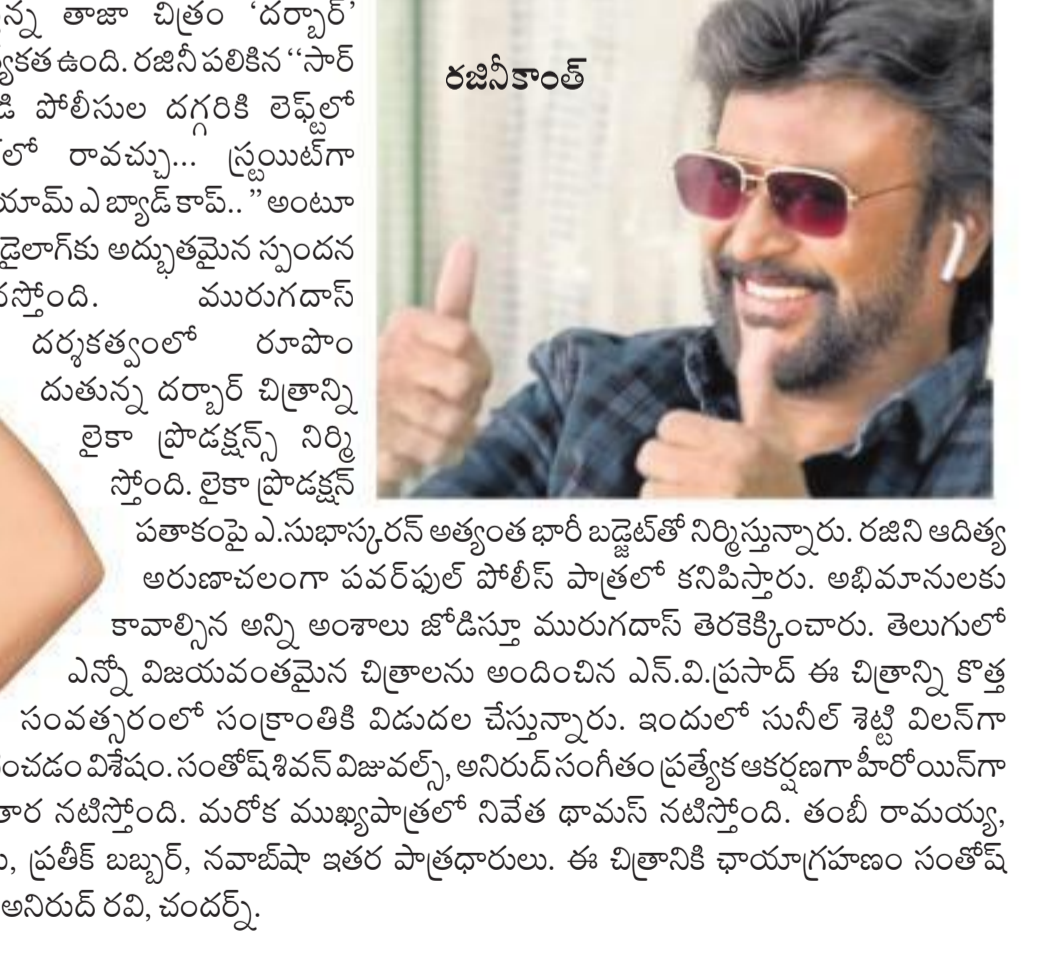 తాజా చిత్రం ‘దర్బార్’
ఉంది. రజినీ పలికిన ‘‘సార్
పోలీసుల దగ్గరికి లెఫ్ట్‌లో
రావచ్చు... స్ట్రయిట్‌గా
ఎ బ్యాడ్ కాప్.. ’’ అంటూ
డైలాగ్‌కు అద్భుతమైన స్పందన
మురుగదాస్
దర్శకత్వంలో రూపొం
దుతున్న దర్బార్ చిత్రాన్ని
లైకా ప్రొడక్షన్స్ నిర్మి
స్తోంది. లైకా ప్రొడక్షన్
రజినీకాంత్
పతాకంపై ఎ.సుభాస్కరన్ అత్యంత భారీ బడ్జెట్‌తో నిర్మిస్తున్నారు. రజిని ఆదిత్య
అరుణాచలంగా పవర్‌ఫుల్ పోలీస్ పాత్రలో కనిపిస్తారు. అభిమానులకు
కావాల్సిన అన్ని అంశాలు జోడిస్తూ మురుగదాస్ తెరకెక్కించారు. తెలుగులో
ఎన్నో విజయవంతమైన చిత్రాలను అందించిన ఎన్.వి.ప్రసాద్ ఈ చిత్రాన్ని కొత్త
సంవత్సరంలో సంక్రాంతికి విడుదల చేస్తున్నారు. ఇందులో సునీల్ శెట్టి విలన్‌గా
విశేషం. సంతోష్ శివన్ విజువల్స్, అనిరుద్ సంగీతం ప్రత్యేక ఆకర్షణగా హీరోయిన్‌గా
నటిస్తోంది. మరోక ముఖ్యపాత్రలో నివేత థామస్ నటిస్తోంది. తంబీ రామయ్య,
ప్రతీక్ బబ్బర్, నవాబ్‌షా ఇతర పాత్రధారులు. ఈ చిత్రానికి ఛాయాగ్రహణం సంతోష్
అనిరుద్ రవి, చందర్న్.